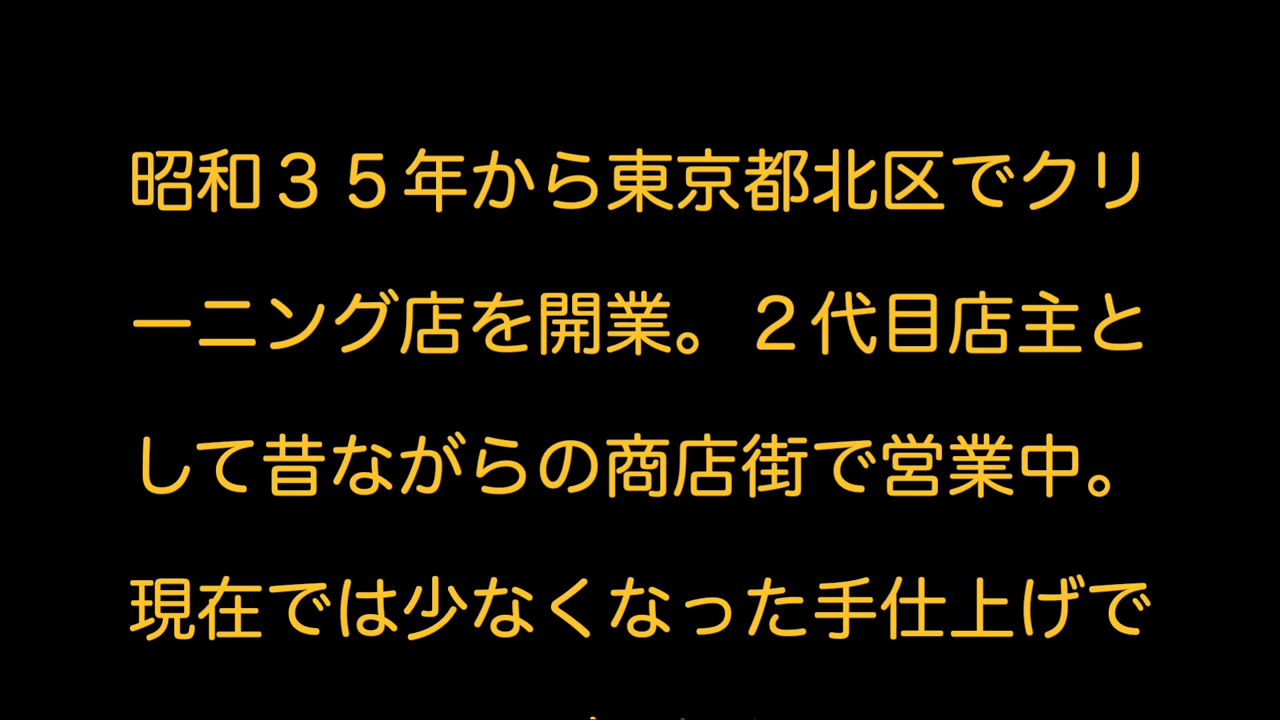 昭和３５年から東京都北区でクリ
ーニング店を開業。２代目店主と
して昔ながらの商店街で営業中。
現在では少なくなった手仕上げで